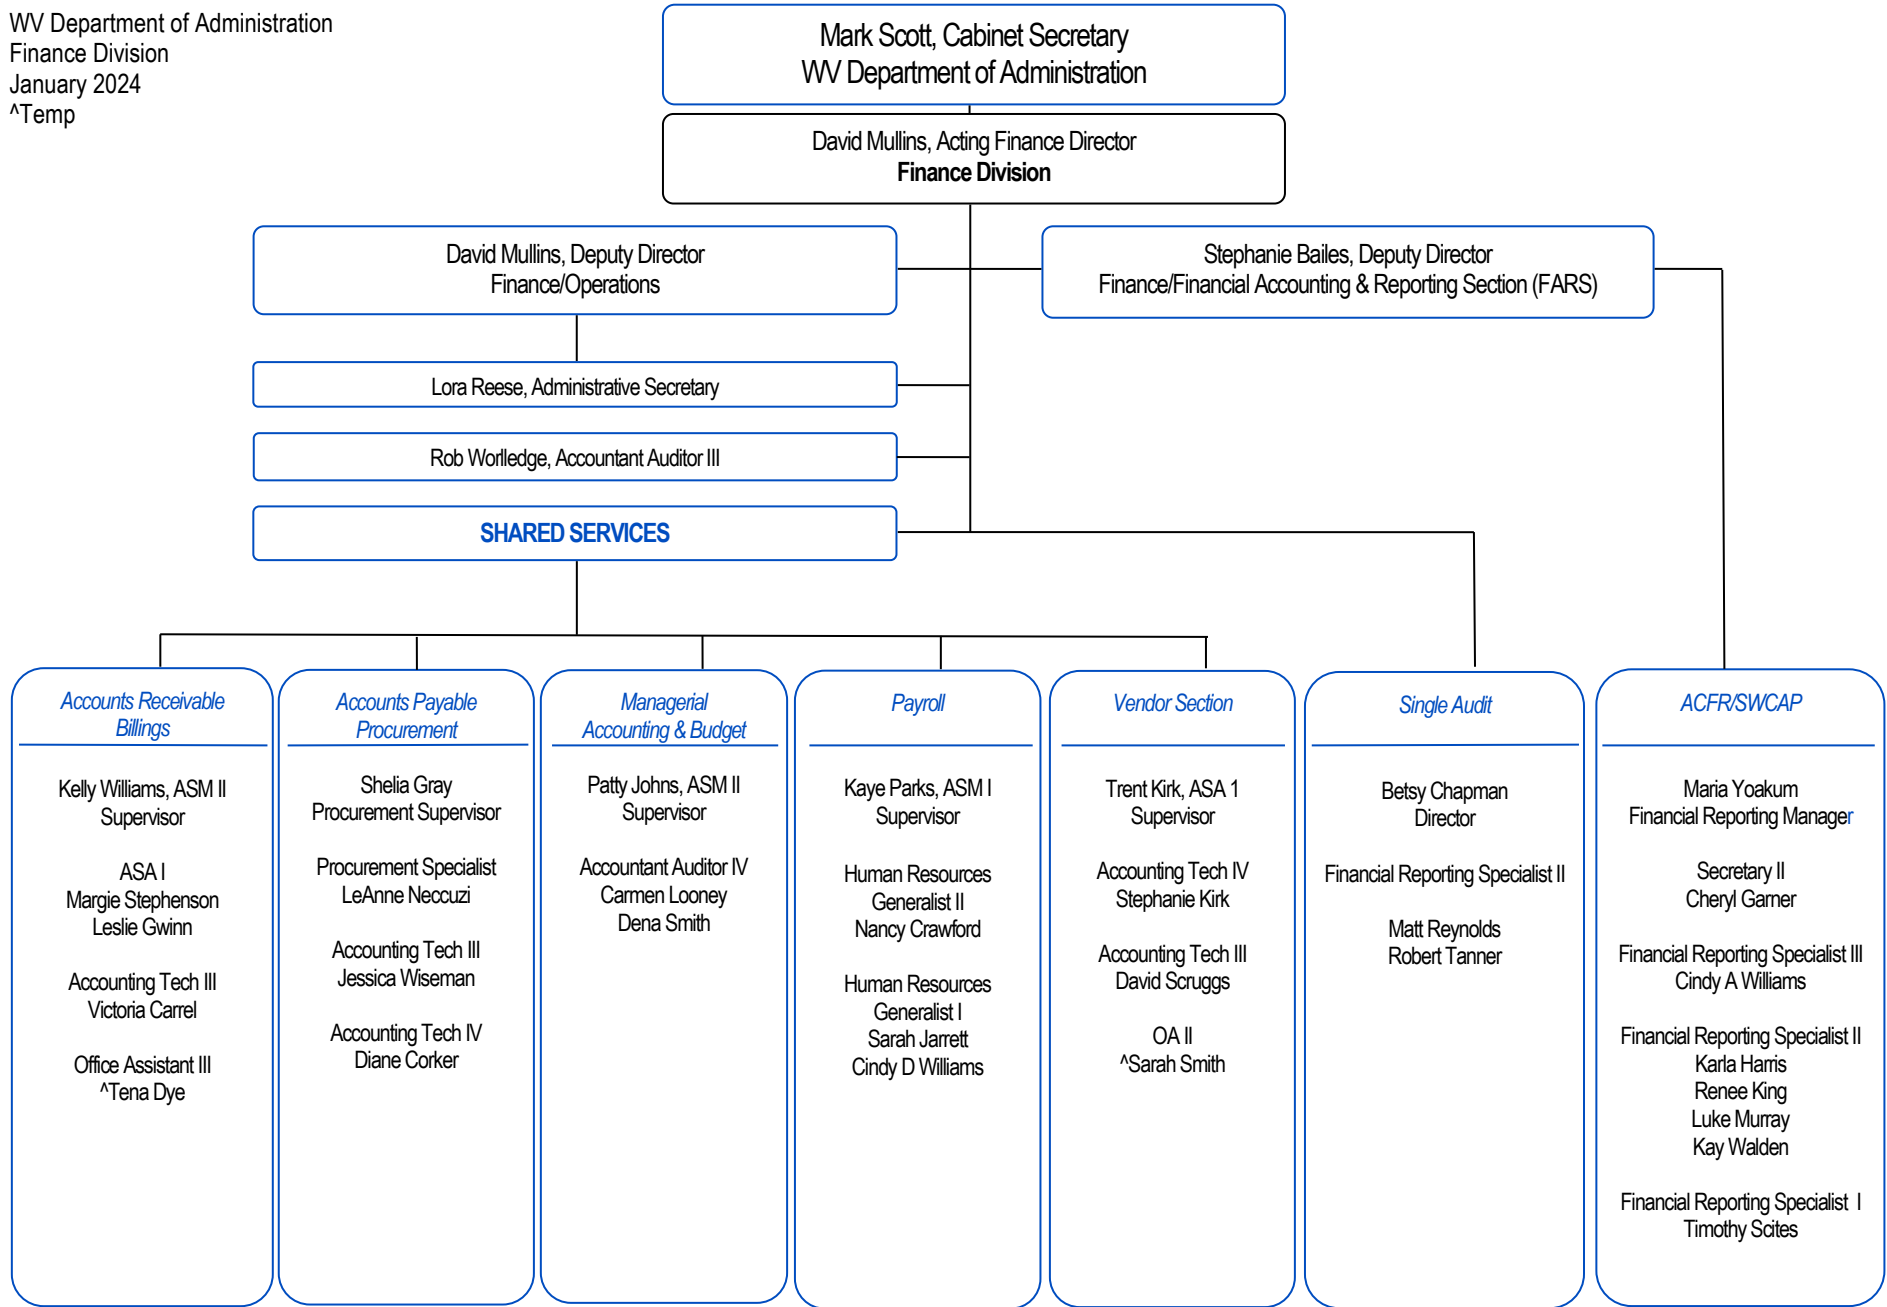 WV Department of Administration
Finance Division
January 2024
^Temp
Mark Scott, Cabinet Secretary
WV Department of Administration
David Mullins, Acting Finance Director
Finance Division
David Mullins, Deputy Director
Finance/Operations
Stephanie Bailes, Deputy Director
Finance/Financial Accounting & Reporting Section (FARS)
Lora Reese, Administrative Secretary
Rob Worlledge, Accountant Auditor III
SHARED SERVICES
Accounts Receivable
Billings
Kelly Williams, ASM II
Supervisor
ASA I
Margie Stephenson
Leslie Gwinn
Accounting Tech III
Victoria Carrel
Office Assistant III
^Tena Dye
Accounts Payable
Procurement
Shelia Gray
Procurement Supervisor
Procurement Specialist
LeAnne Neccuzi
Accounting Tech III
Jessica Wiseman
Accounting Tech IV
Diane Corker
Managerial
Accounting & Budget
Patty Johns, ASM II
Supervisor
Accountant Auditor IV
Carmen Looney
Dena Smith
Payroll
Kaye Parks, ASM I
Supervisor
Human Resources
Generalist II
Nancy Crawford
Human Resources
Generalist I
Sarah Jarrett
Cindy D Williams
Vendor Section
Trent Kirk, ASA 1
Supervisor
Accounting Tech IV
Stephanie Kirk
Accounting Tech III
David Scruggs
OA II
^Sarah Smith
Single Audit
Betsy Chapman
Director
Financial Reporting Specialist II
Matt Reynolds
Robert Tanner
ACFR/SWCAP
Maria Yoakum
Financial Reporting Manager
Secretary II
Cheryl Garner
Financial Reporting Specialist III
Cindy A Williams
Financial Reporting Specialist II
Karla Harris
Renee King
Luke Murray
Kay Walden
Financial Reporting Specialist I
Timothy Scites